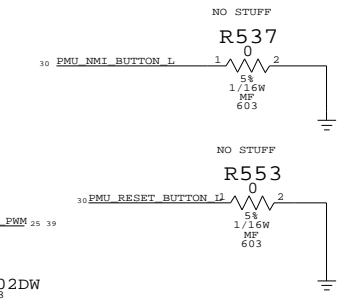 NO STUFF
R537
0
30 PMU_NMI_BUTTON_L 1 2
5%
1/16W
MF
603
NO STUFF
R553
0
30 PMU_RESET_BUTTON_L 1 2
5%
1/16W
MF
603
_PWM 25 39
02DW